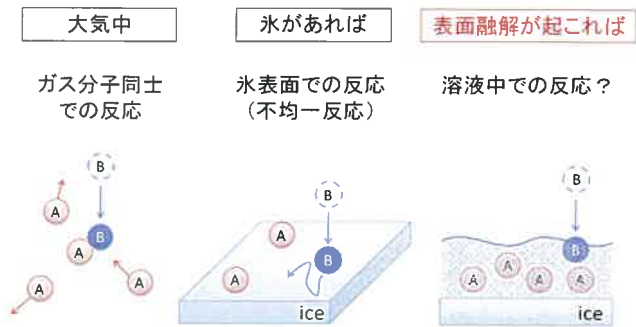 大気中
氷があれば
表面融解が起これば
ガス分子同士
での反応
氷表面での反応
(不均一反応)
溶液中での反応？
B
A
B
A
A
A
B
A
B
A
ice
B
B
A
A
A
A
ice